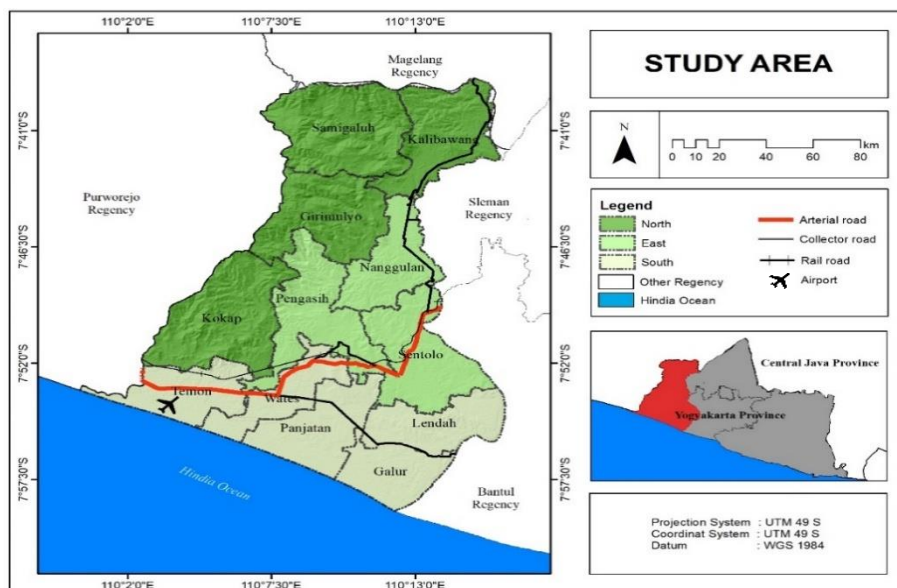 110°2'0"E
110°7'30"E
110°13'0"E
7°41'0"S
7°46'30"S
7°52'0"S
7°57'30"S
Magelang
Regency
Samigaluh
Kalibawang
Purworejo
Regency
Girimulyo
Sleman
Regency
Nanggulan
Pengasih
Kokap
Sentolo
Temon
Wates
Panjatan
Lendah
Galur
Hindia Ocean
Bantul
Regency
110°2'0"E
110°7'30"E
110°13'0"E
7°41'0"S
7°46'30"S
7°52'0"S
7°57'30"S
STUDY AREA
N
0 5 10 20 40 60 80
km
Legend
North
East
South
Other Regency
Hindia Ocean
Arterial road
Collector road
Rail road
Airport
Central Java Province
Yogyakarta Province
Projection System : UTM 49 S
Coordinat System : UTM 49 S
Datum : WGS 1984